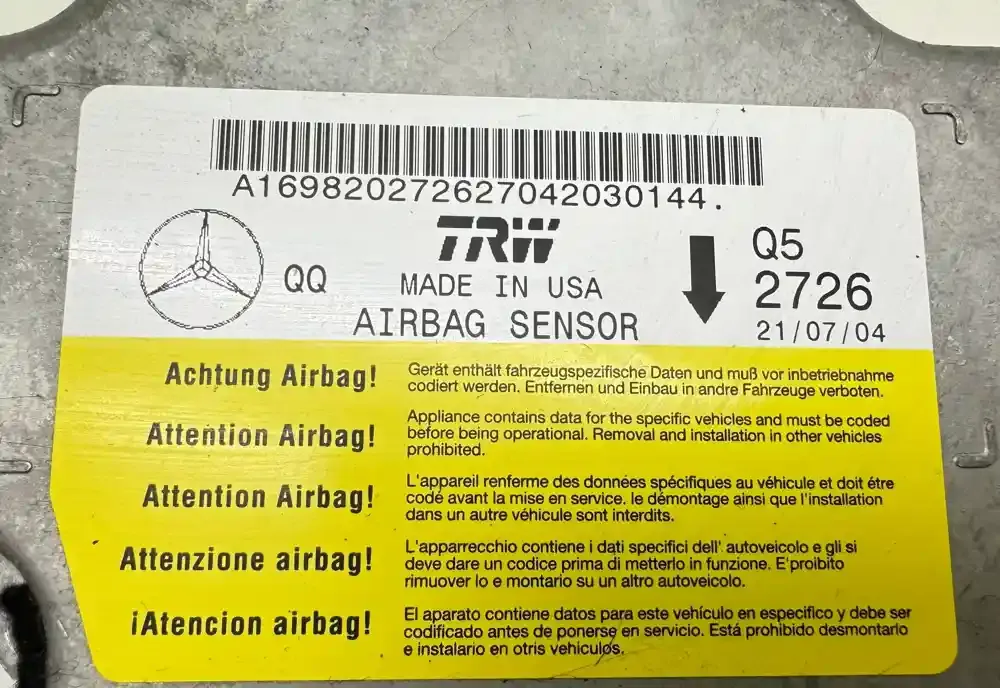 A169820272627042030144.
TRW
QQ
MADE IN USA
AIRBAG SENSOR
Q5
2726
21/07/04
Achtung Airbag!
Gerät enthält fahrzeugspezifische Daten und muß vor inbetriebnahme
codiert werden. Entfernen und Einbau in andre Fahrzeuge verboten.
Attention Airbag!
Appliance contains data for the specific vehicles and must be coded
before being operational. Removal and installation in other vehicles
prohibited.
Attention Airbag!
L'appareil renferme des données spécifiques au véhicule et doit étre
codé avant la mise en service. le démontage ainsi que l'installation
dans un autre véhicule sont interdits.
Attenzione airbag!
L'apparrecchio contiene i dati specifici dell' autoveicolo e gli si
deve dare un codice prima di metterlo in funzione. E'proibito
rimuover lo e montario su un altro autoveicolo.
¡Atencion airbag!
El aparato contiene datos para este vehículo en especifico y debe ser
codificado antes de ponerse en servicio. Está prohibido desmontarlo
e instalario en otris vehículos.